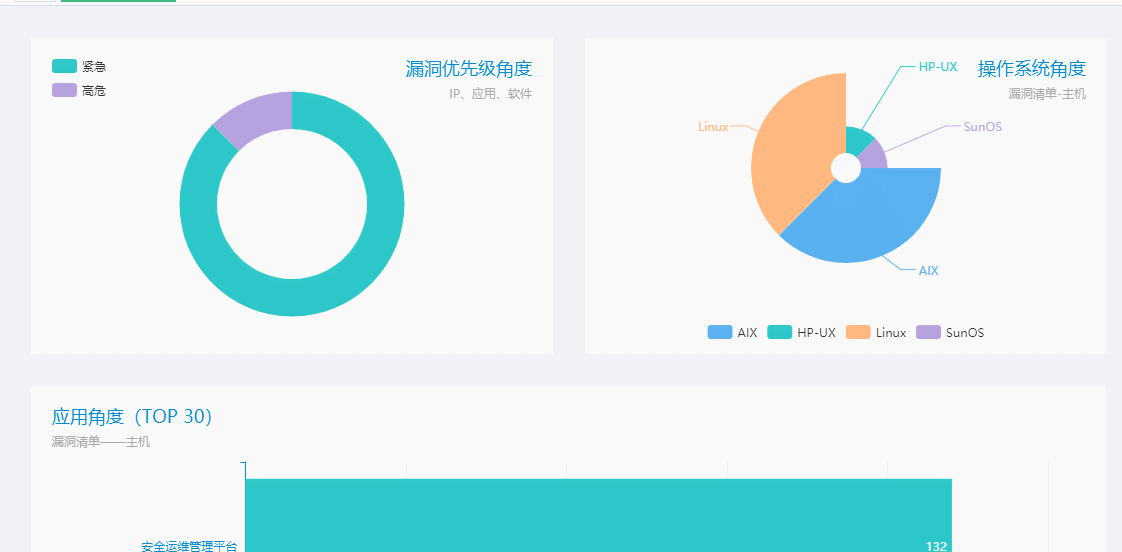 紧急
高危
漏洞优先级角度
IP、应用、软件
操作系统角度
漏洞清单-主机
HP-UX
Linux
SunOS
AIX
AIX
HP-UX
Linux
SunOS
应用角度（TOP 30）
漏洞清单——主机
安全运维管理平台
132